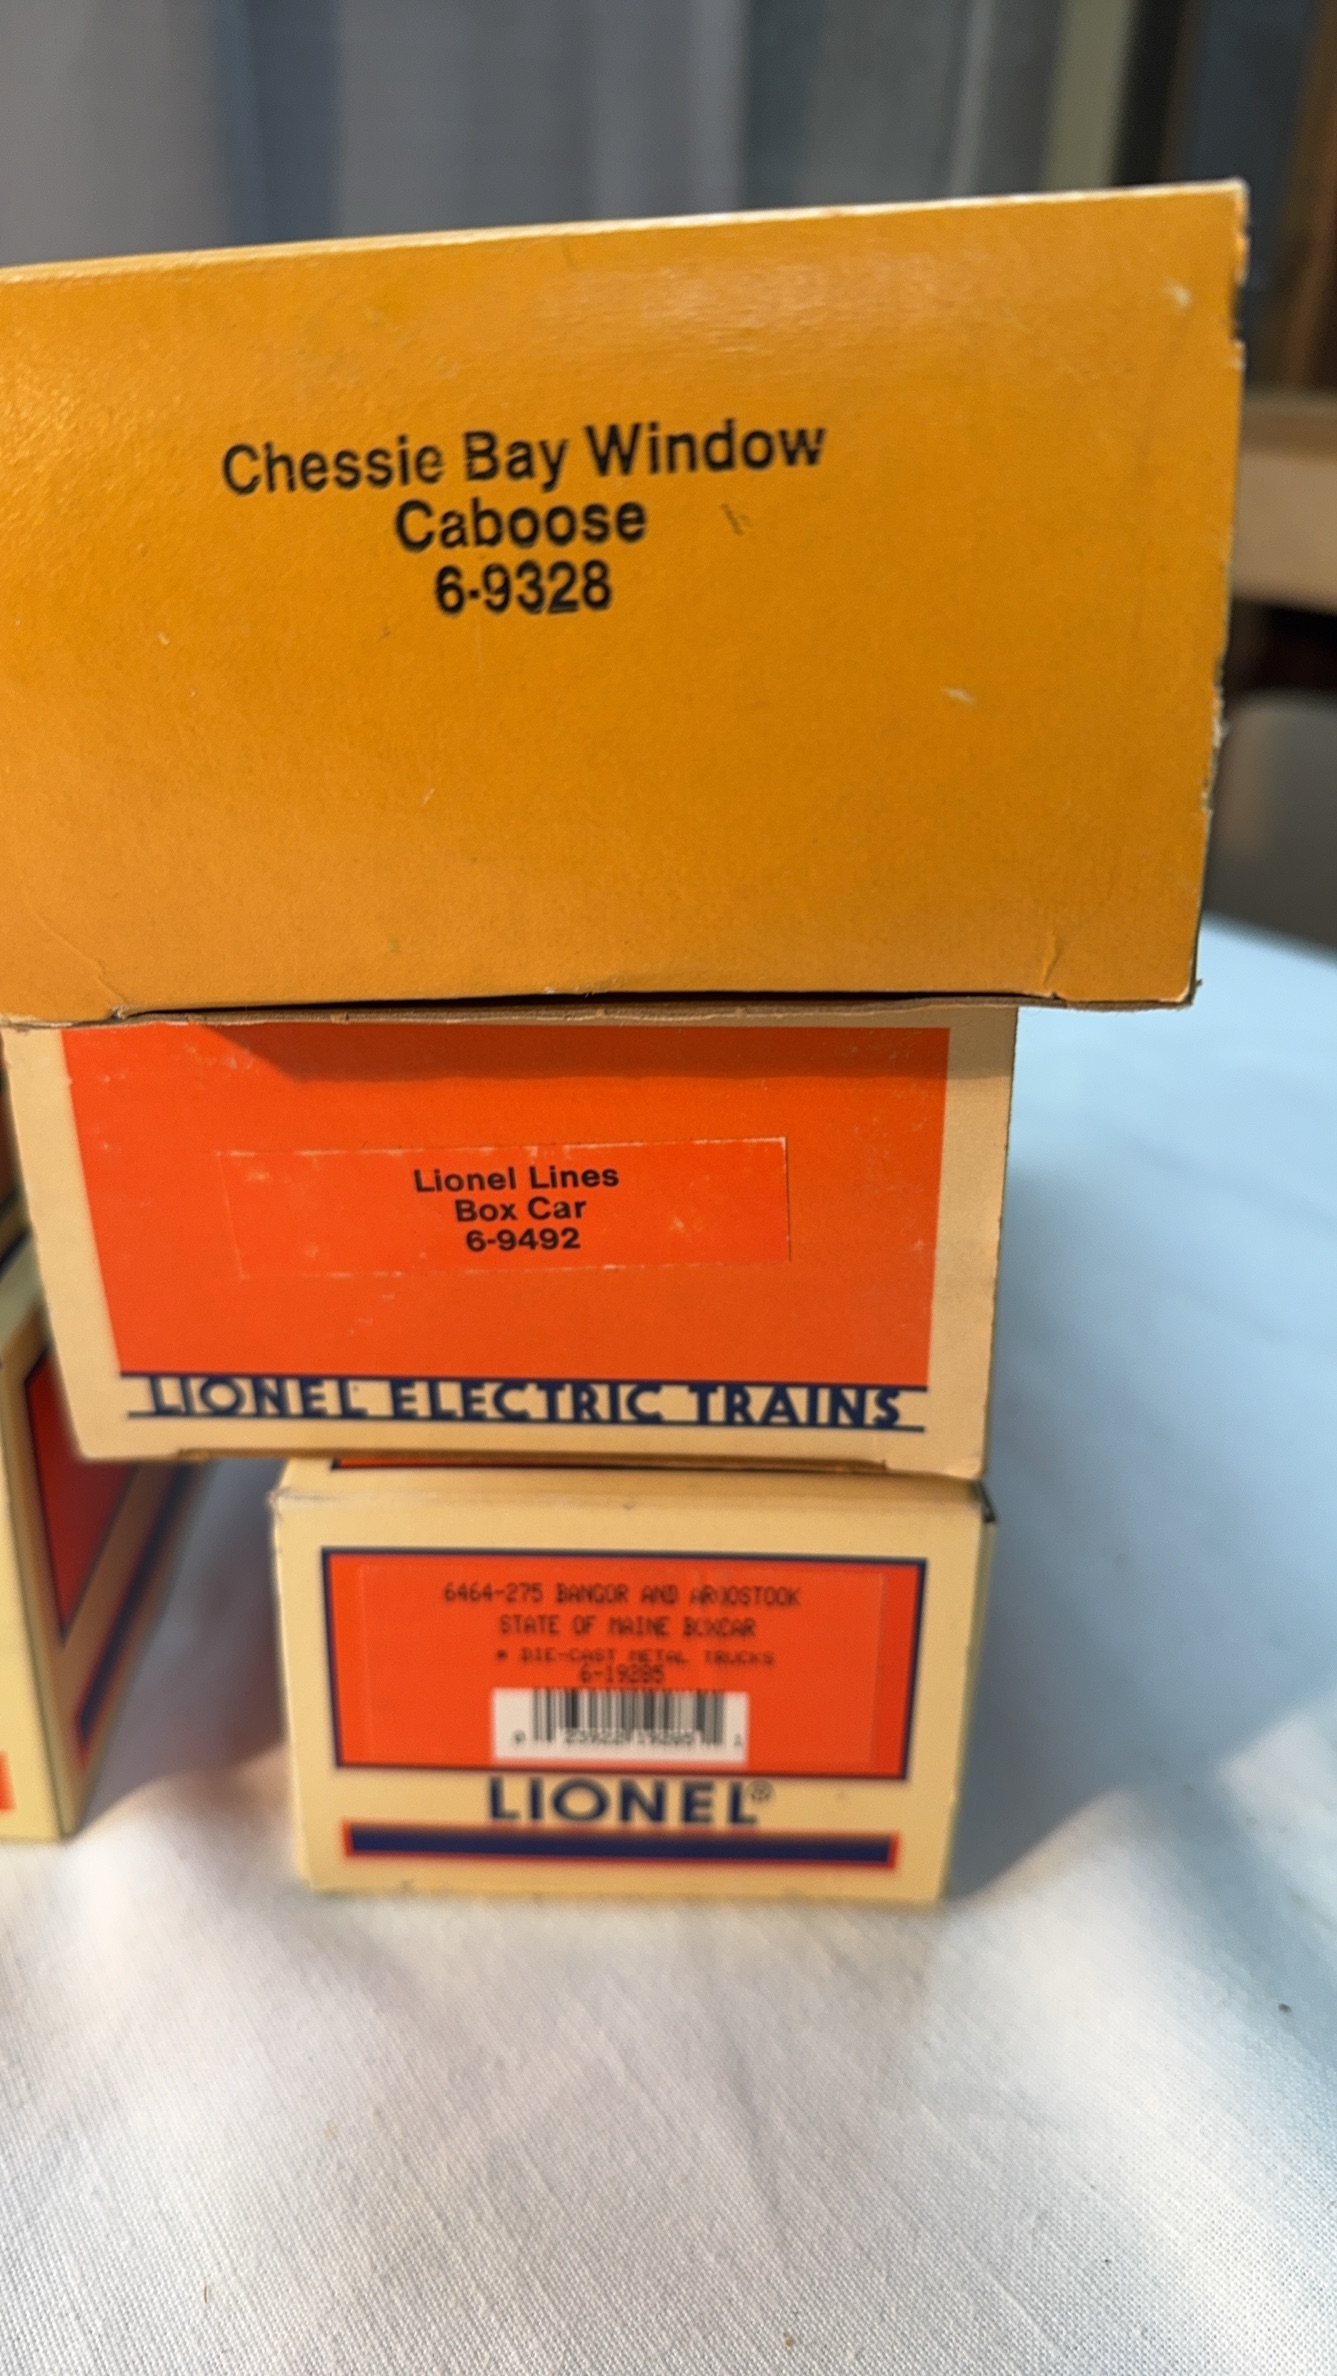 Chessie Bay Window
Caboose
6-9328
Lionel Lines
Box Car
6-9492
LIONEL ELECTRIC TRAINS
6464-275 BANGOR AND AROOSTOOK
STATE OF MAINE BOXCAR
* DIE-CAST METAL TRUCKS
6-19285
LIONEL®